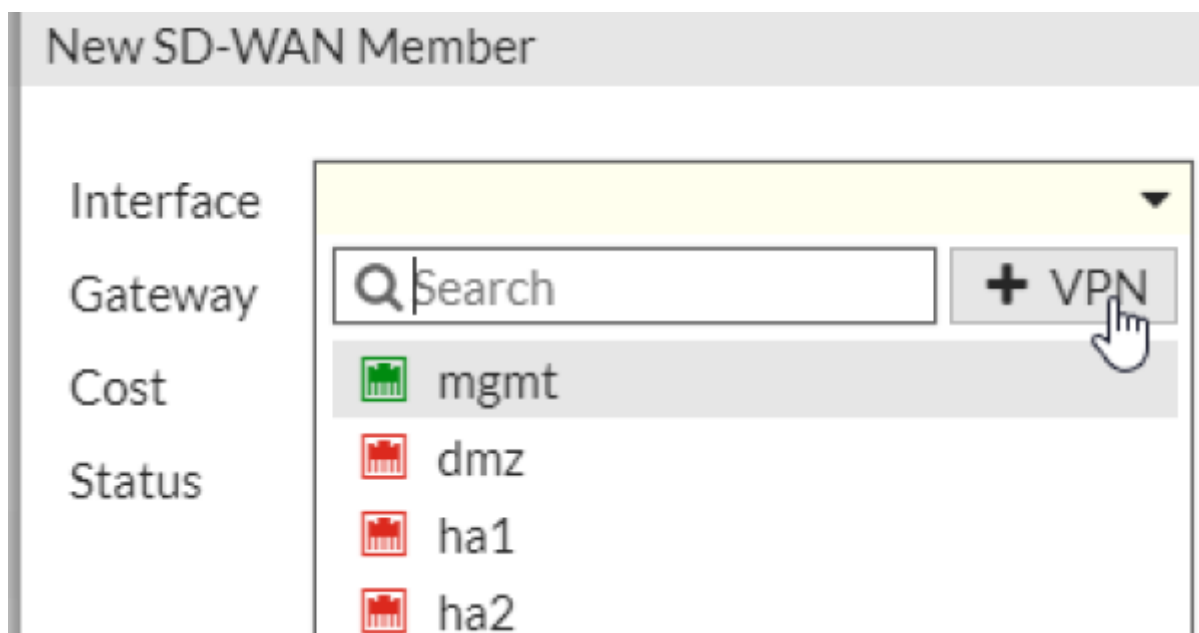 New SD-WAN Member
Interface
Gateway
Search
+ VPN
Cost
mgmt
Status
dmz
ha1
ha2